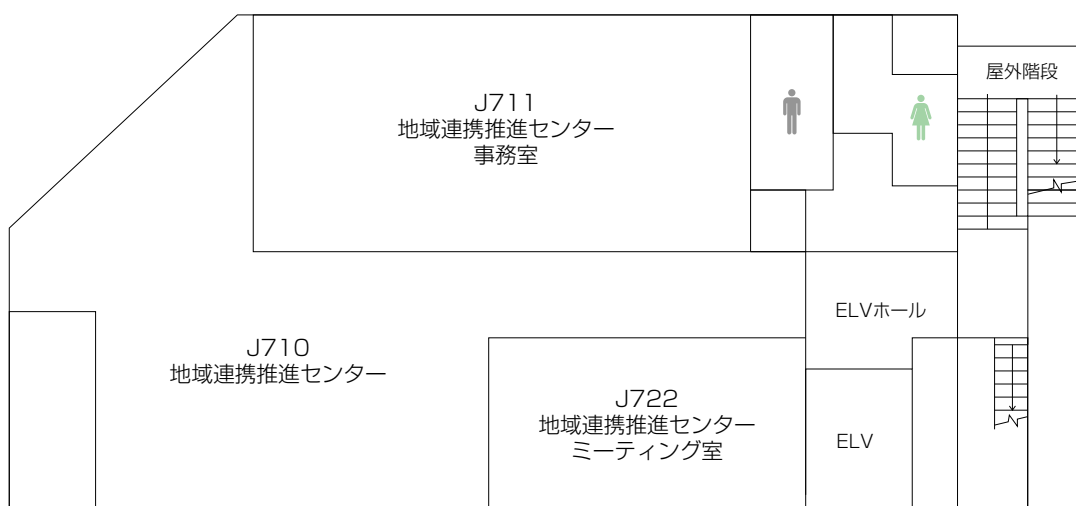 屋外階段
J711
地域連携推進センター
事務室
ELVホール
J710
地域連携推進センター
J722
地域連携推進センター
ミーティング室
ELV